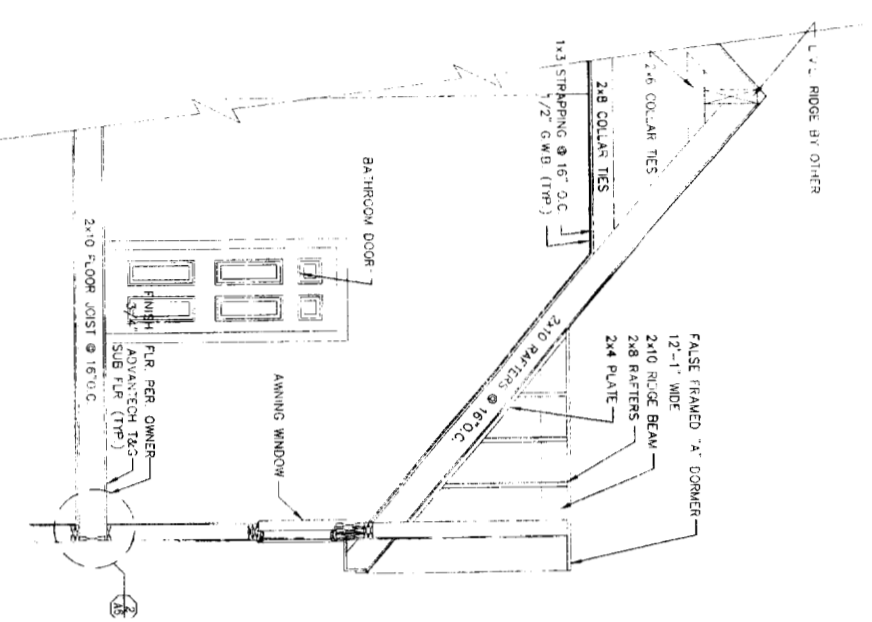 RIDGE BY OTHER
2x6 COLLAR TIES
2x8 COLLAR TIES
1x3 STRAPPING @ 16" O.C.
1/2" G.W.B. (TYP.)
FALSE FRAMED "A" DORMER
12'-1" WIDE
2x10 RIDGE BEAM
2x8 RAFTERS
2x4 PLATE
2x10 RAFTERS @ 16"O.C.
BATHROOM DOOR
AWNING WINDOW
2x10 FLOOR JOIST @ 16"O.C.
FINISH FLR. PER. OWNER
3/4" ADVANTECH T&G
SUB FLR (TYP.)
2
A6